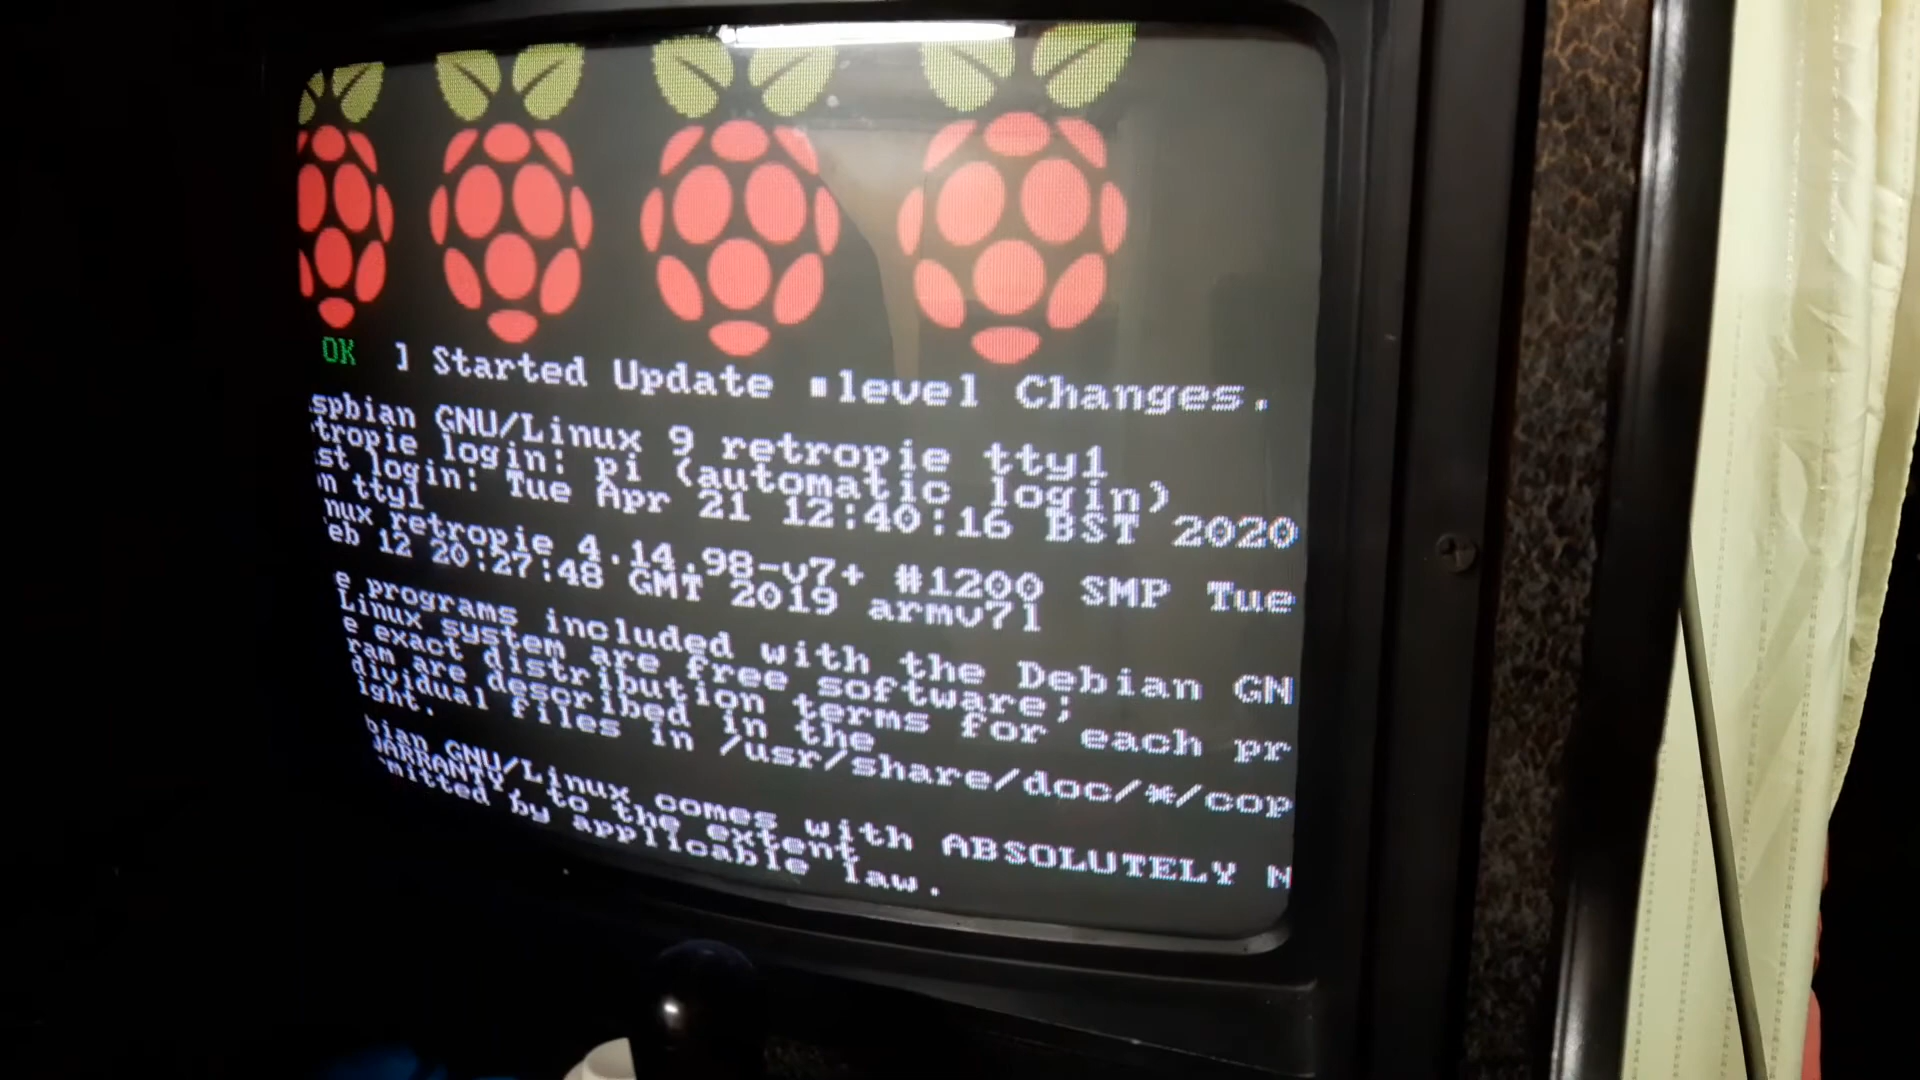 OK ] Started Update ▪level Changes.
spbian GNU/Linux 9 retropie tty1
tropie login: pi (automatic login)
st login: Tue Apr 21 12:40:16 BST 2020
n tty1
nux retropie 4.14.98-v7+ #1200 SMP Tue
eb 12 20:27:48 GMT 2019 armv7l
e programs included with the Debian GN
Linux system are free software;
e exact distribution terms for each pr
ram are described in the
dividual files in /usr/share/doc/*/cop
ight.
bian GNU/Linux comes with ABSOLUTELY N
WARRANTY, to the extent
mitted by applicable law.